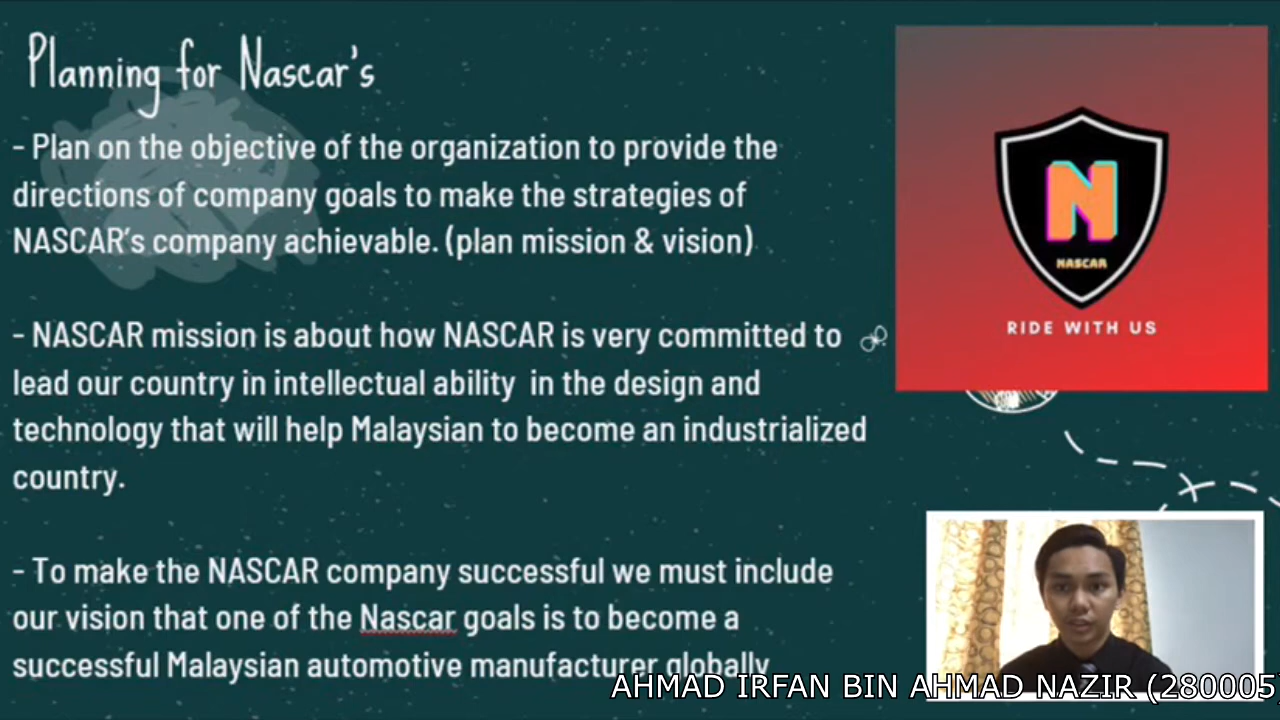 Planning for Nascar's
- Plan on the objective of the organization to provide the
directions of company goals to make the strategies of
NASCAR's company achievable. (plan mission & vision)
- NASCAR mission is about how NASCAR is very committed to
lead our country in intellectual ability in the design and
technology that will help Malaysian to become an industrialized
country.
- To make the NASCAR company successful we must include
our vision that one of the Nascar goals is to become a
successful Malaysian automotive manufacturer globally
N
NASCAR
RIDE WITH US
AHMAD IRFAN BIN AHMAD NAZIR (280005)